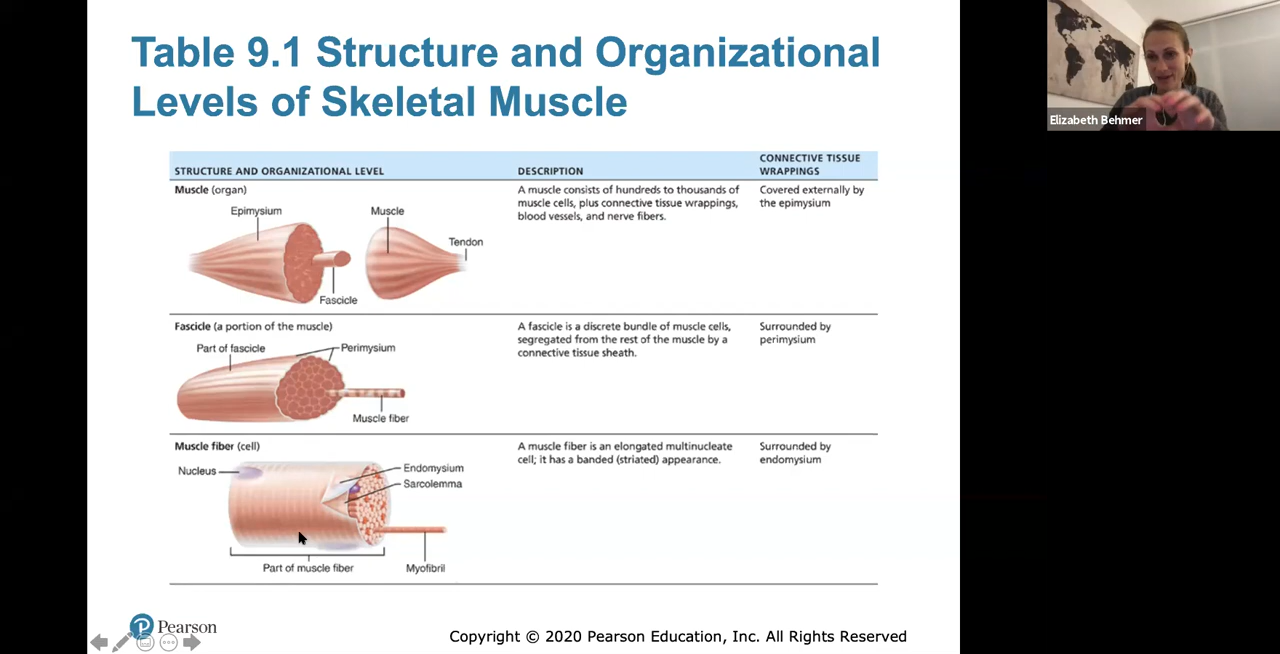 Table 9.1 Structure and Organizational
Levels of Skeletal Muscle
Elizabeth Behmer
STRUCTURE AND ORGANIZATIONAL LEVEL
DESCRIPTION
CONNECTIVE TISSUE
WRAPPINGS
Muscle (organ)
Epimysium
Muscle
Tendon
Fascicle
A muscle consists of hundreds to thousands of
muscle cells, plus connective tissue wrappings,
blood vessels, and nerve fibers.
Covered externally by
the epimysium
Fascicle (a portion of the muscle)
Part of fascicle
Perimysium
Muscle fiber
A fascicle is a discrete bundle of muscle cells,
segregated from the rest of the muscle by a
connective tissue sheath.
Surrounded by
perimysium
Muscle fiber (cell)
Nucleus
Endomysium
Sarcolemma
Part of muscle fiber
Myofibril
A muscle fiber is an elongated multinucleate
cell; it has a banded (striated) appearance.
Surrounded by
endomysium
P Pearson
Copyright © 2020 Pearson Education, Inc. All Rights Reserved